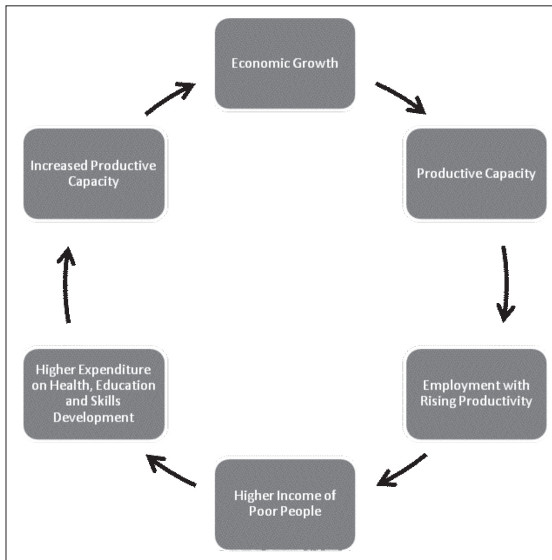 Economic Growth
Productive Capacity
Employment with
Rising Productivity
Higher Income of
Poor People
Higher Expenditure
on Health, Education
and Skills
Development
Increased Productive
Capacity